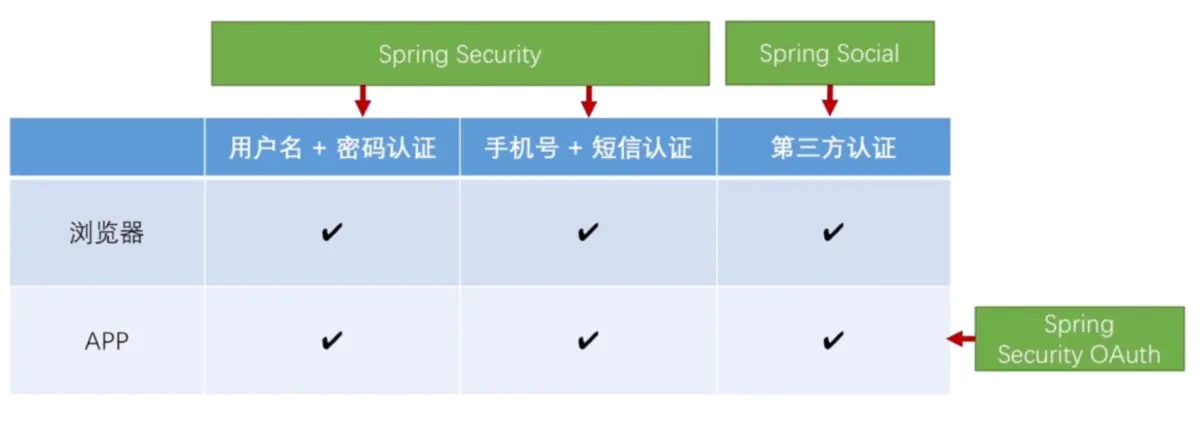 Spring Security
Spring Social
用户名 + 密码认证
手机号 + 短信认证
第三方认证
浏览器
✔ ✔ ✔
APP
✔ ✔ ✔
Spring
Security OAuth